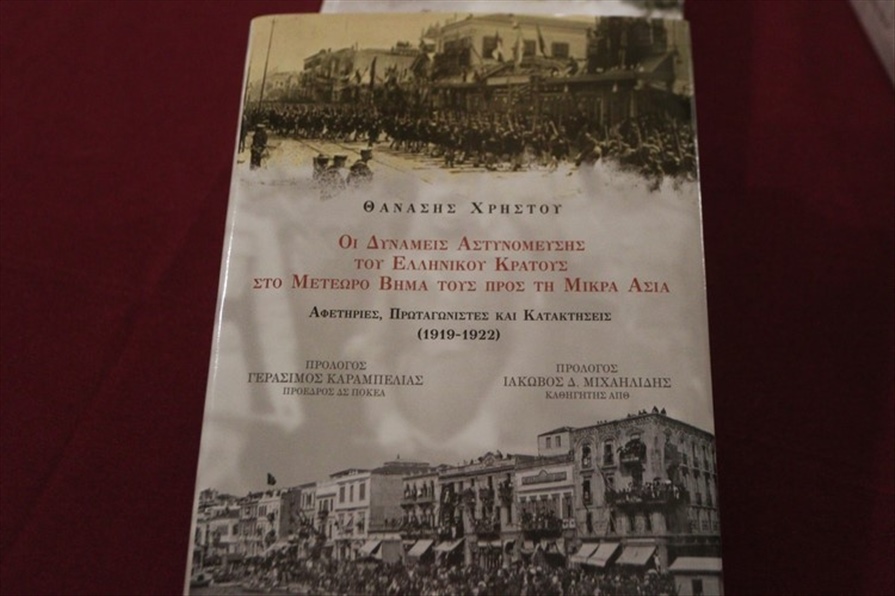 ΘΑΝΑΣΗΣ ΧΡΗΣΤΟΥ
ΟΙ ΔΥΝΑΜΕΙΣ ΑΣΤΥΝΟΜΕΥΣΗΣ
ΤΟΥ ΕΛΛΗΝΙΚΟΥ ΚΡΑΤΟΥΣ
ΣΤΟ ΜΕΤΕΩΡΟ ΒΗΜΑ ΤΟΥΣ ΠΡΟΣ ΤΗ ΜΙΚΡΑ ΑΣΙΑ
ΑΦΕΤΗΡΙΕΣ, ΠΡΩΤΑΓΩΝΙΣΤΕΣ ΚΑΙ ΚΑΤΑΚΤΗΣΕΙΣ
(1919-1922)
ΠΡΟΛΟΓΟΣ
ΓΕΡΑΣΙΜΟΣ ΚΑΡΑΜΠΕΛΙΑΣ
ΠΡΟΕΔΡΟΣ ΔΣ ΠΟΚΕΛ
ΠΡΟΛΟΓΟΣ
ΙΑΚΩΒΟΣ Δ. ΜΙΧΑΗΛΙΔΗΣ
ΚΑΘΗΓΗΤΗΣ ΑΠΘ